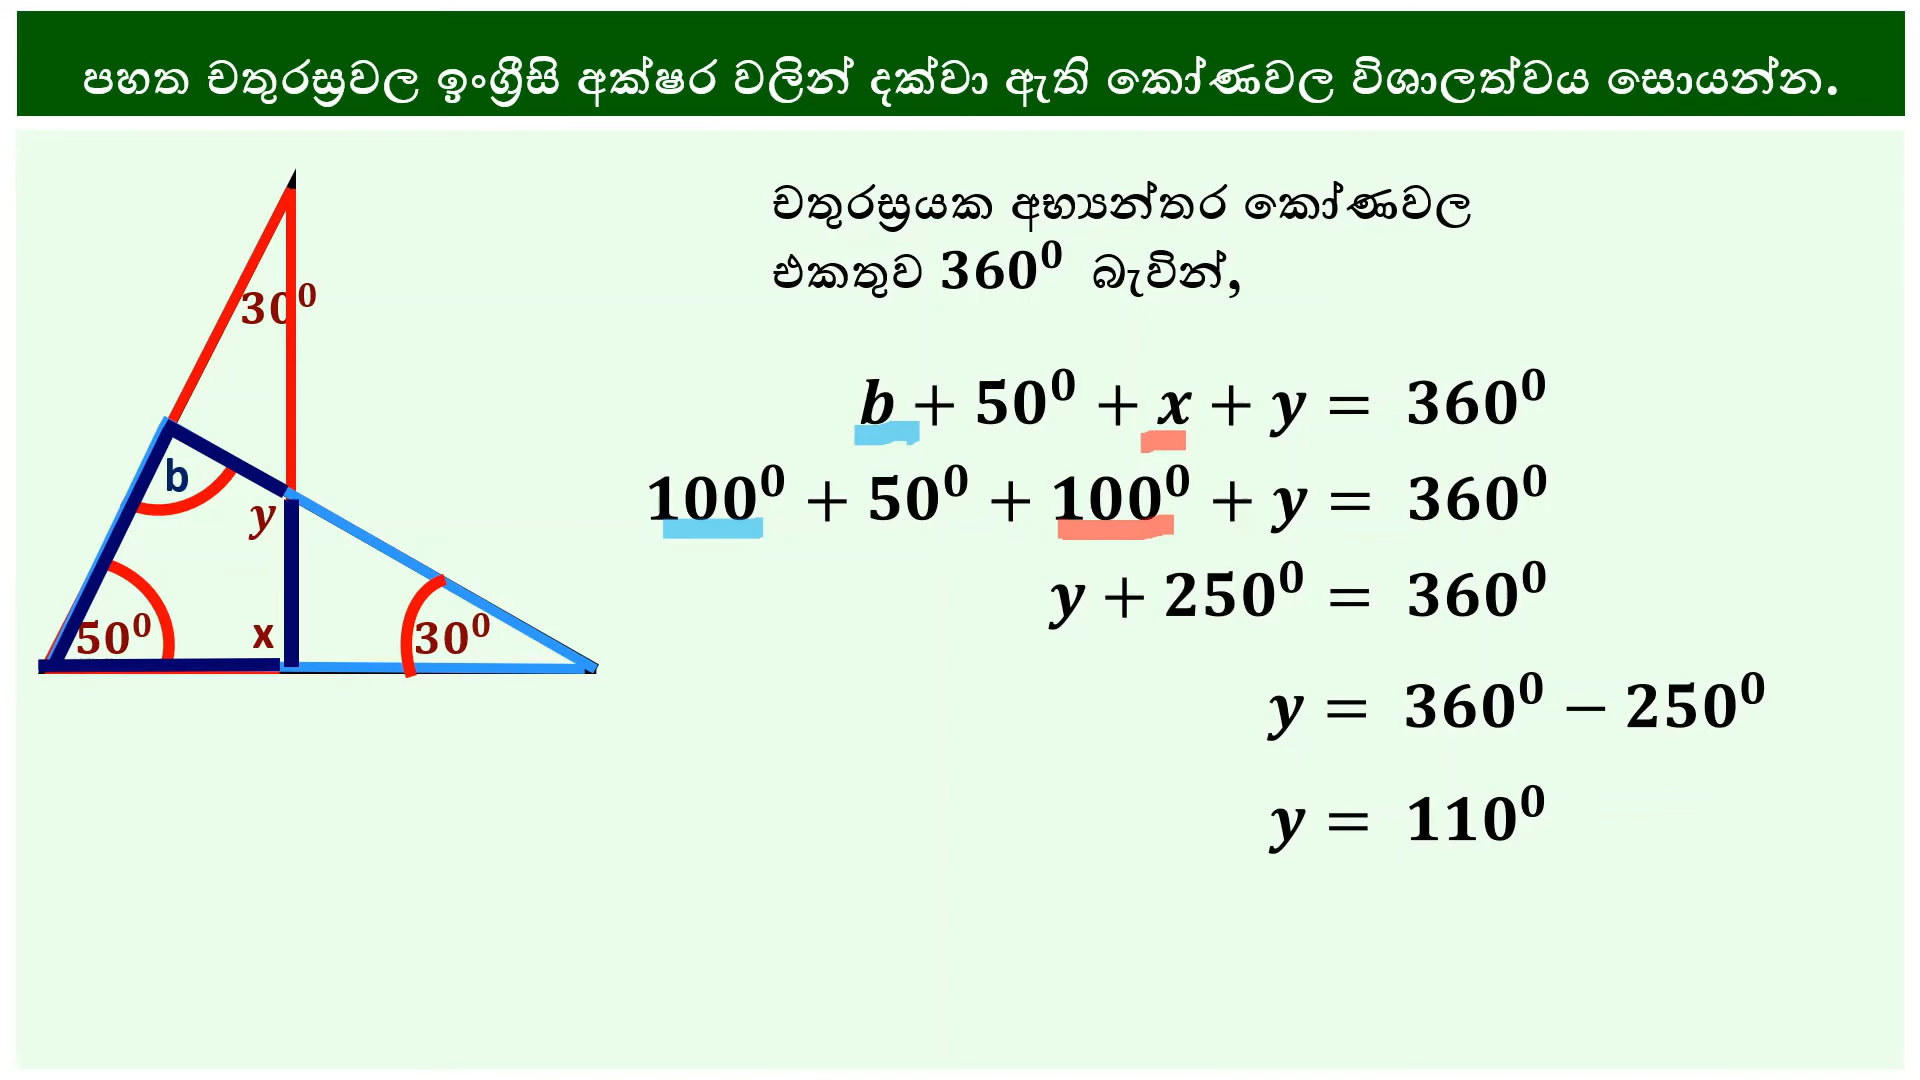 පහත චතුරස්‍රවල ඉංග්‍රීසි අක්ෂර වලින් දක්වා ඇති කෝණවල විශාලත්වය සොයන්න.
චතුරස්‍රයක අභ්‍යන්තර කෝණවල
එකතුව 360⁰ බැවින්,
30⁰
b + 50⁰ + x + y = 360⁰
b
100⁰ + 50⁰ + 100⁰ + y = 360⁰
y
y + 250⁰ = 360⁰
50⁰ x 30⁰
y = 360⁰ − 250⁰
y = 110⁰